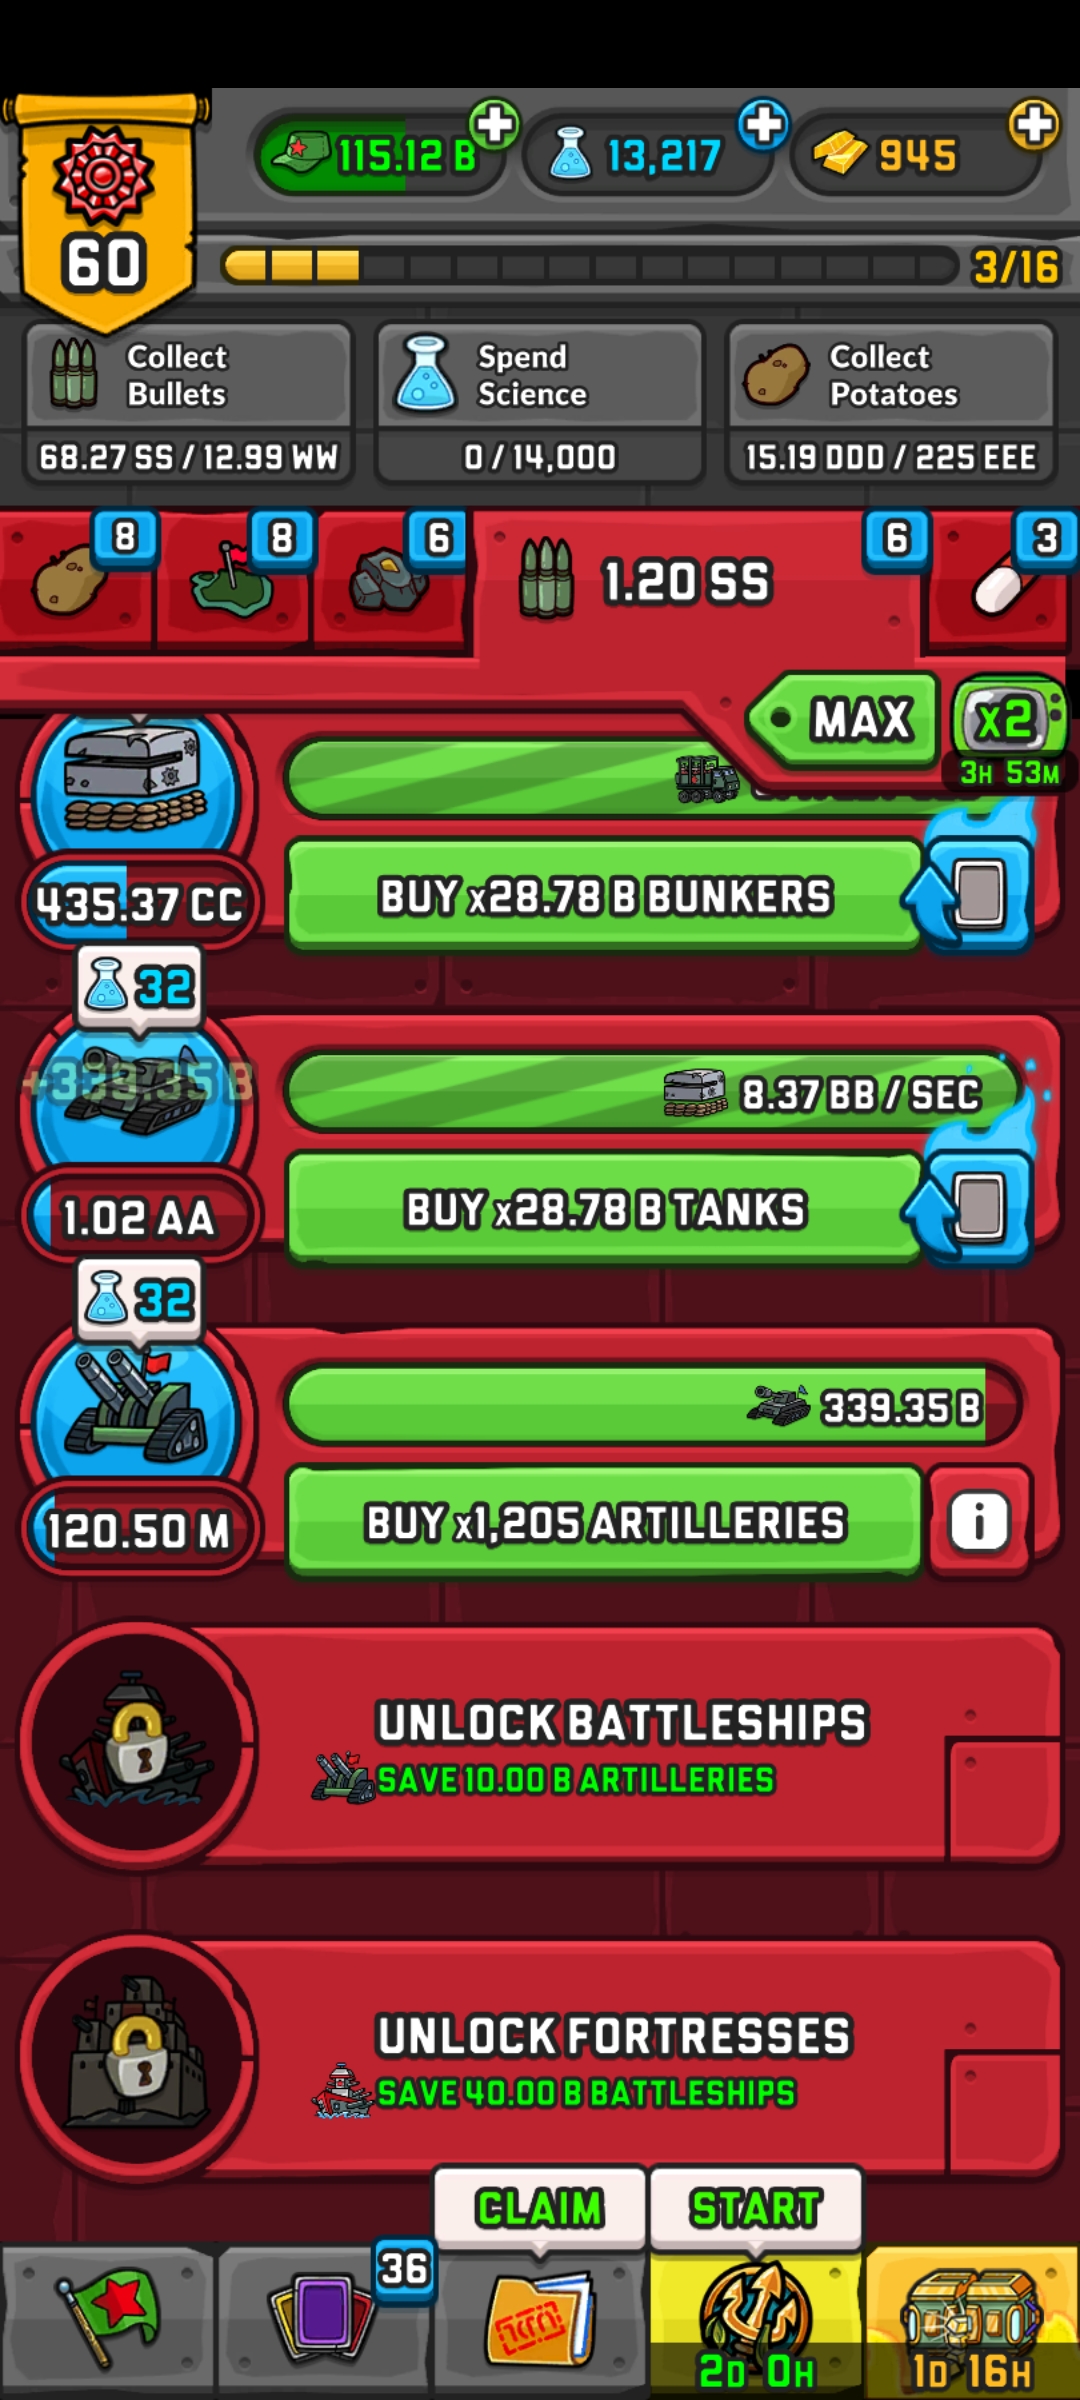 115.12 B
13,217
945
60
3/16
Collect
Bullets
68.27 SS / 12.99 WW
Spend
Science
0 / 14,000
Collect
Potatoes
15.19 DDD / 225 EEE
8
8
6
1.20 SS
6
3
MAX
x2
3H 53M
435.37 CC
BUY x28.78 B BUNKERS
32
+339.35 B
8.37 BB / SEC
1.02 AA
BUY x28.78 B TANKS
32
339.35 B
120.50 M
BUY x1,205 ARTILLERIES
i
UNLOCK BATTLESHIPS
SAVE 10.00 B ARTILLERIES
UNLOCK FORTRESSES
SAVE 40.00 B BATTLESHIPS
CLAIM
START
36
2D 0H
1D 16H